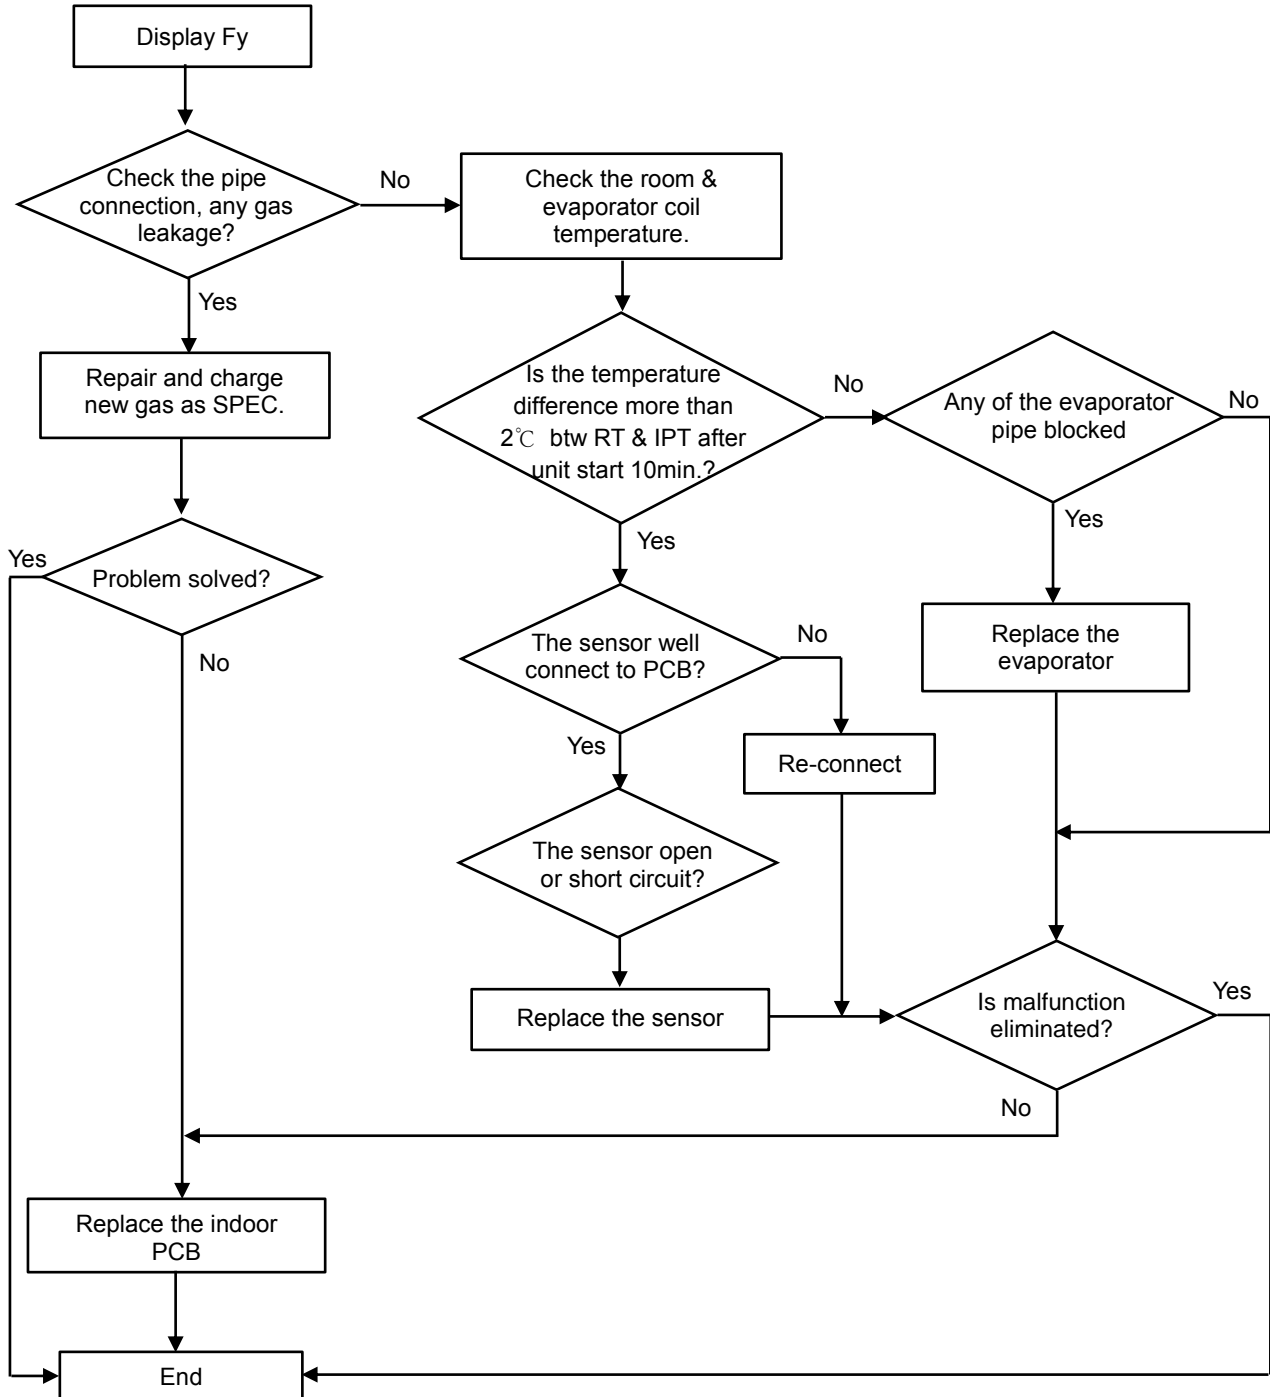 Display Fy
Check the pipe
connection, any gas
leakage?
No
Check the room &
evaporator coil
temperature.
Yes
Repair and charge
new gas as SPEC.
Is the temperature
difference more than
2℃ btw RT & IPT after
unit start 10min.?
No
Any of the evaporator
pipe blocked
No
Yes
Problem solved?
Yes
Yes
No
The sensor well
connect to PCB?
No
Replace the
evaporator
Yes
Re-connect
The sensor open
or short circuit?
Replace the sensor
Is malfunction
eliminated?
Yes
No
Replace the indoor
PCB
End